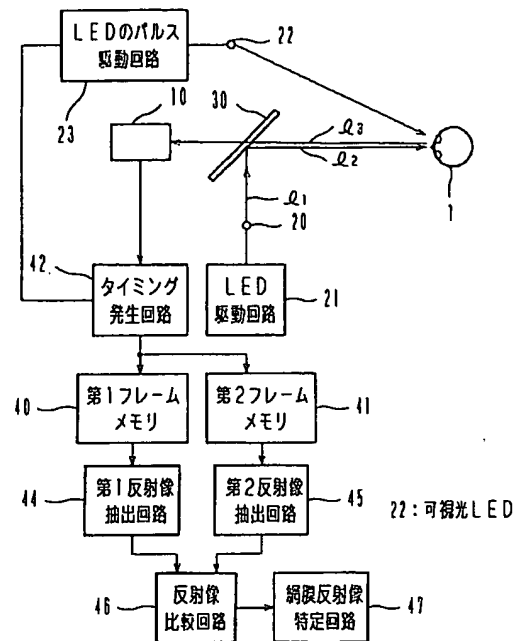 LEDのパルス
駆動回路
22
23
10
30
ℓ3
ℓ2
1
ℓ1
20
42
タイミング
発生回路
LED
駆動回路
21
40
第1フレーム
メモリ
第2フレーム
メモリ
41
44
第1反射像
抽出回路
第2反射像
抽出回路
45
22:可視光LED
46
反射像
比較回路
網膜反射像
特定回路
47